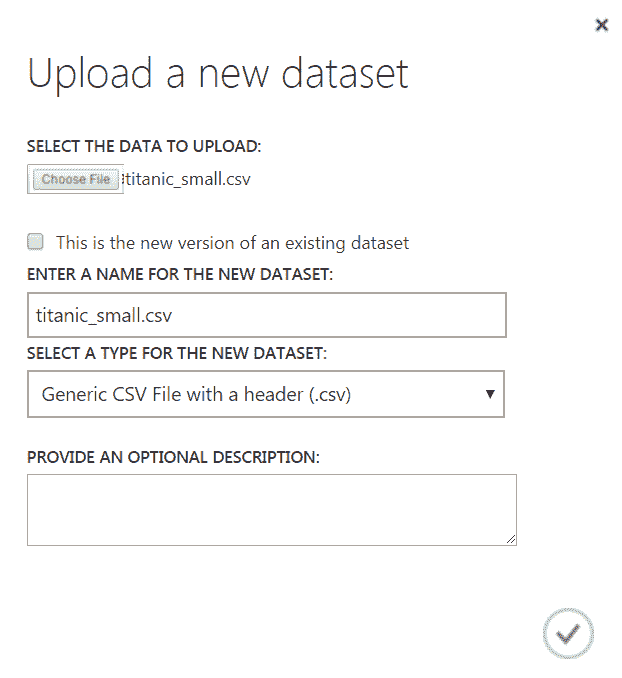 Upload a new dataset
SELECT THE DATA TO UPLOAD:
Choose File titanic_small.csv
This is the new version of an existing dataset
ENTER A NAME FOR THE NEW DATASET:
titanic_small.csv
SELECT A TYPE FOR THE NEW DATASET:
Generic CSV File with a header (.csv)
PROVIDE AN OPTIONAL DESCRIPTION: